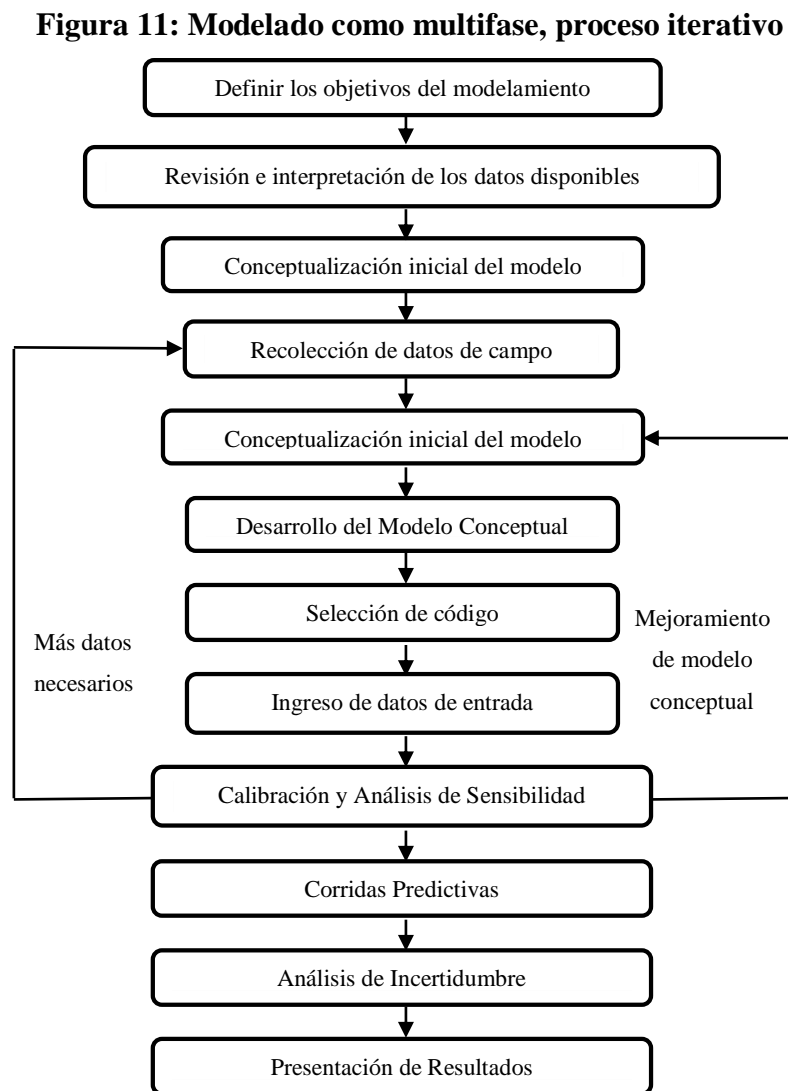 Figura 11: Modelado como multifase, proceso iterativo
Definir los objetivos del modelamiento
Revisión e interpretación de los datos disponibles
Conceptualización inicial del modelo
Recolección de datos de campo
Conceptualización inicial del modelo
Desarrollo del Modelo Conceptual
Selección de código
Más datos
necesarios
Mejoramiento
de modelo
conceptual
Ingreso de datos de entrada
Calibración y Análisis de Sensibilidad
Corridas Predictivas
Análisis de Incertidumbre
Presentación de Resultados